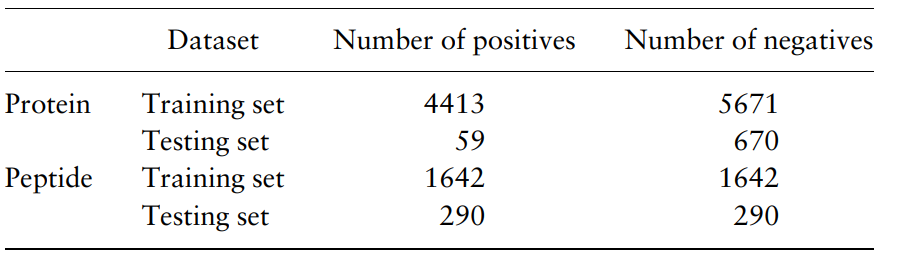 Dataset Number of positives Number of negatives
Protein Training set 4413 5671
Testing set 59 670
Peptide Training set 1642 1642
Testing set 290 290